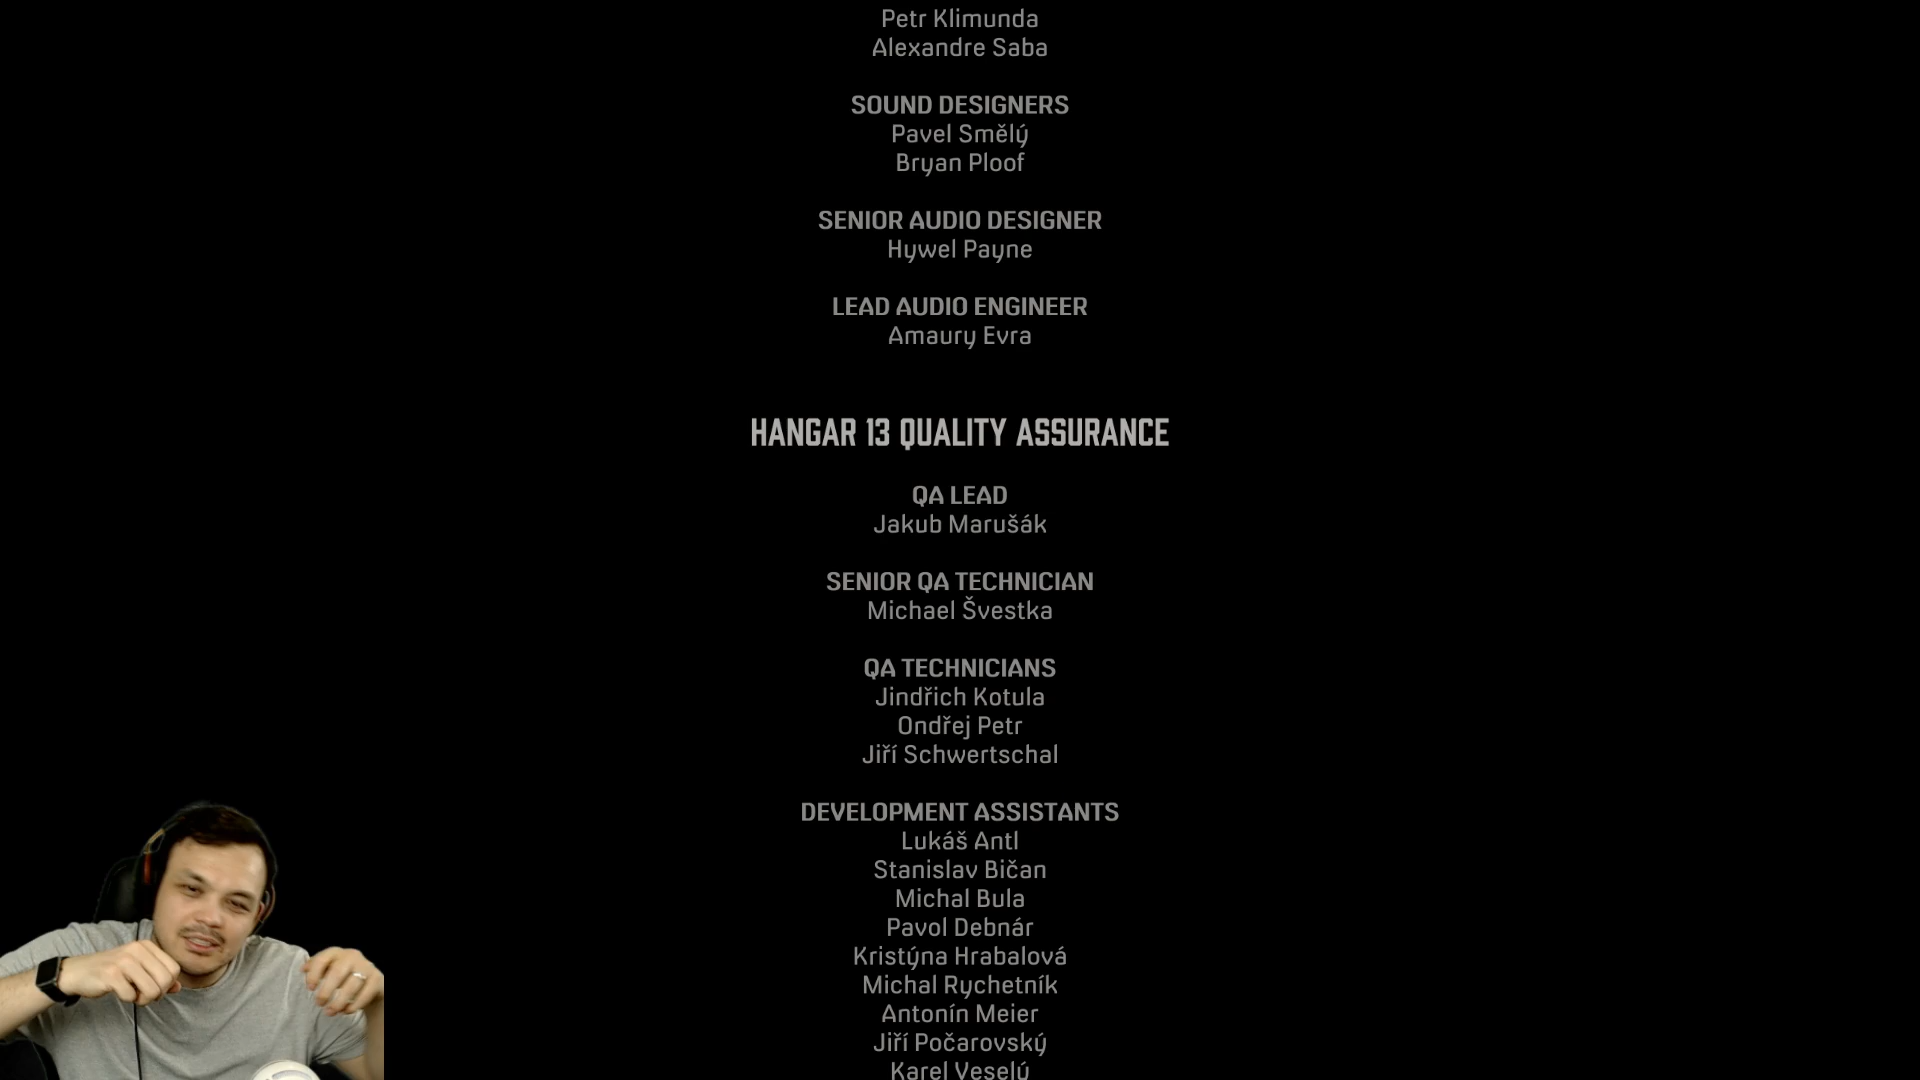 Petr Klimunda
Alexandre Saba
SOUND DESIGNERS
Pavel Smělý
Bryan Ploof
SENIOR AUDIO DESIGNER
Hywel Payne
LEAD AUDIO ENGINEER
Amaury Evra
HANGAR 13 QUALITY ASSURANCE
QA LEAD
Jakub Marušák
SENIOR QA TECHNICIAN
Michael Švestka
QA TECHNICIANS
Jindřich Kotula
Ondřej Petr
Jiří Schwertschal
DEVELOPMENT ASSISTANTS
Lukáš Antl
Stanislav Bičan
Michal Bula
Pavol Debnár
Kristýna Hrabalová
Michal Rychetník
Antonín Meier
Jiří Počarovský
Karel Veselý